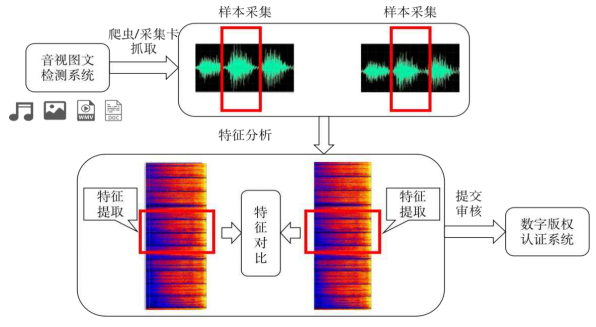 样本采集
样本采集
爬虫/采集卡
抓取
音视图文
检测系统
WMV
DOC
特征分析
特征
提取
特征对比
特征
提取
提交
审核
数字版权
认证系统